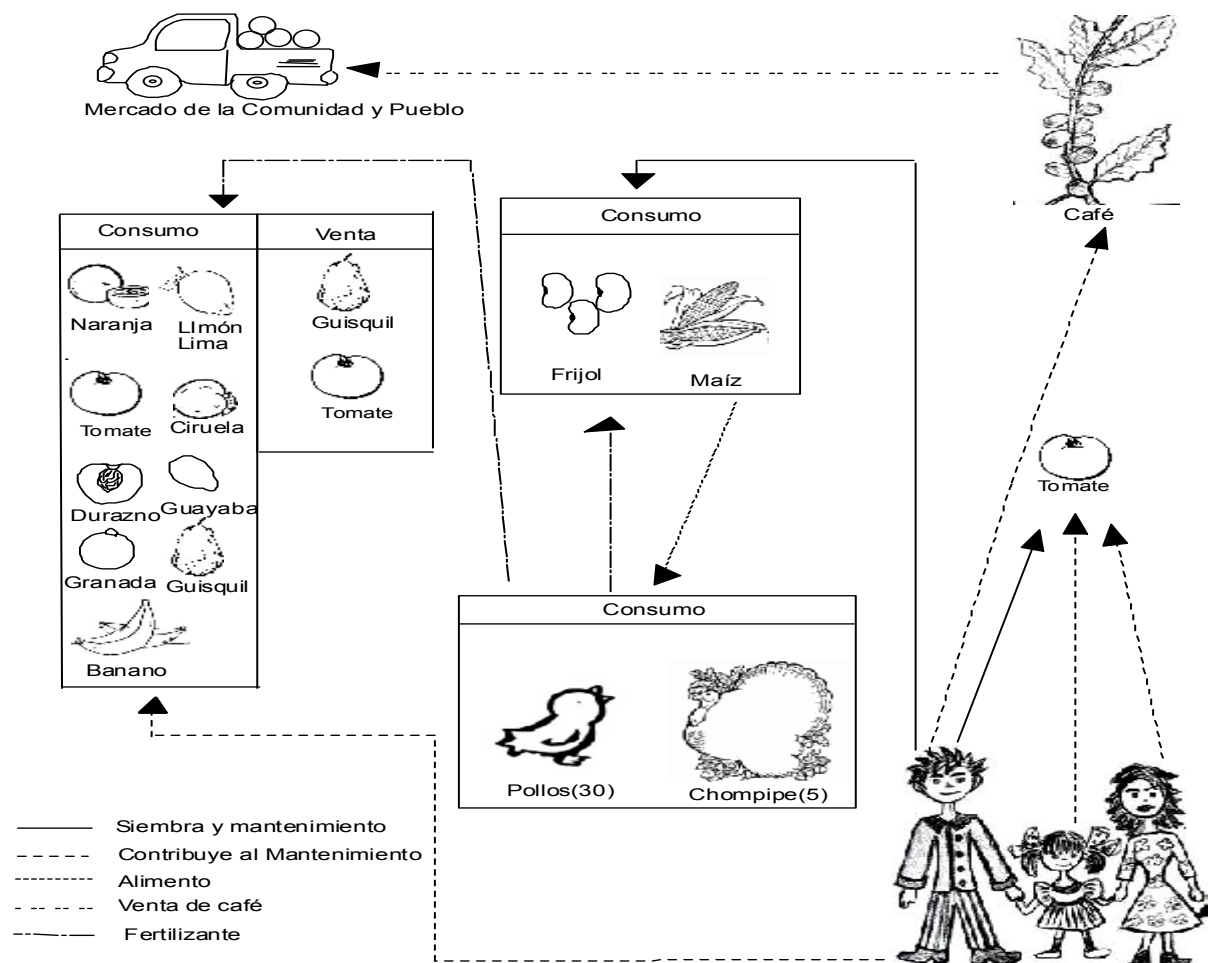 Mercado de la Comunidad y Pueblo
Café
Consumo
Venta
Naranja
LImón
Lima
Tomate
Ciruela
Durazno
Guayaba
Granada
Guisquil
Banano
Guisquil
Tomate
Consumo
Frijol
Maíz
Tomate
Consumo
Pollos(30)
Chompipe(5)
Siembra y mantenimiento
Contribuye al Mantenimiento
Alimento
Venta de café
Fertilizante